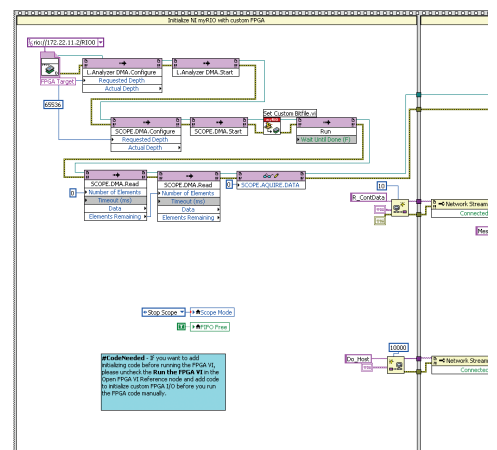 Initialize NI myRIO with custom FPGA
rio://172.22.11.2/RIO0
FPGA Target
65536
L.Analyzer DMA.Configure
Requested Depth
Actual Depth
L.Analyzer DMA.Start
SCOPE.DMA.Configure
Requested Depth
Actual Depth
SCOPE.DMA.Start
Set Custom Bitfile.vi
Run
Wait Until Done (F)
SCOPE.DMA.Read
0
Number of Elements
Timeout (ms)
Data
Elements Remaining
SCOPE.DMA.Read
Number of Elements
Timeout (ms)
Data
Elements Remaining
0
SCOPE.AQUIRE.DATA
10
R_ContData
Network Stream
Connected
Stop Scope
Scope Mode
FIFO Free
#CodeNeeded - If you want to add
initializing code before running the FPGA VI,
please uncheck the Run the FPGA VI in the
Open FPGA VI Reference node and add code
to initialize custom FPGA I/O before you run
the FPGA code manually.
10000
Do_Host
Network Stream
Connected